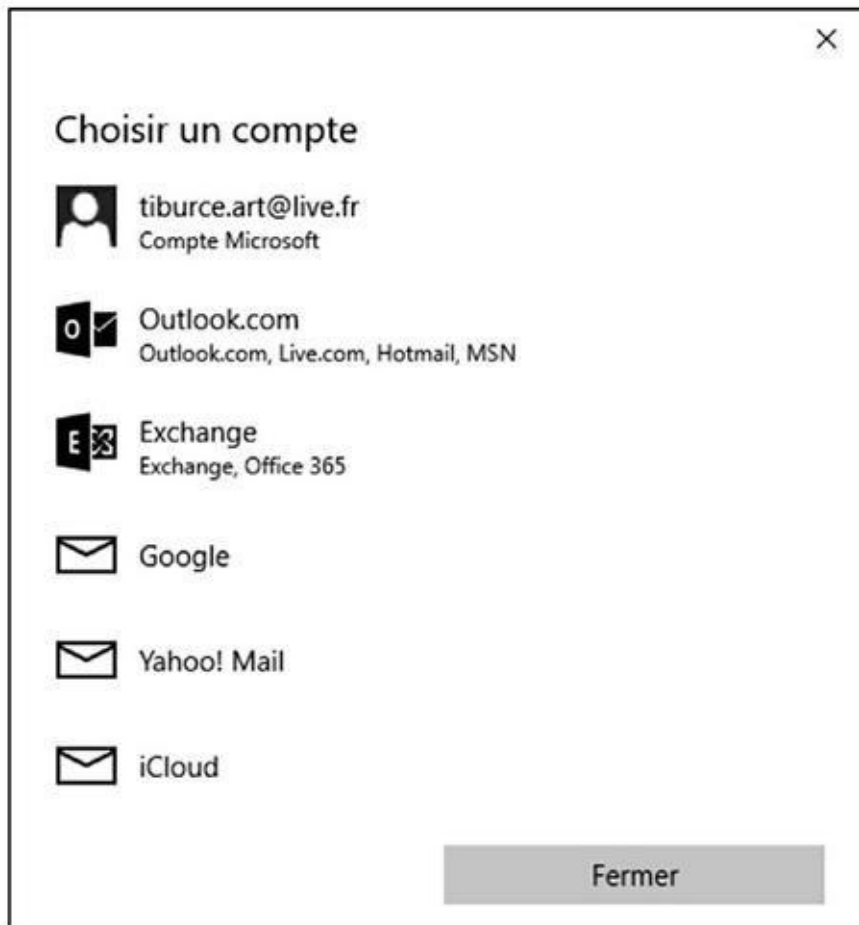 Choisir un compte
tiburce.art@live.fr
Compte Microsoft
Outlook.com
Outlook.com, Live.com, Hotmail, MSN
Exchange
Exchange, Office 365
Google
Yahoo! Mail
iCloud
Fermer